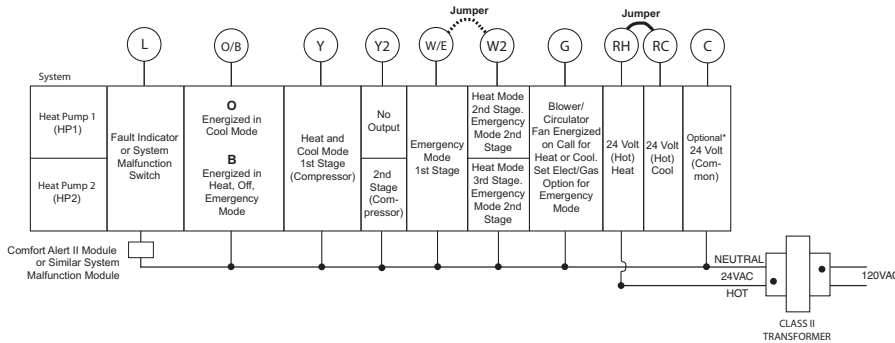 Jumper
Jumper
L
O/B
Y
Y2
W/E
W2
G
RH
RC
C
System
Heat Pump 1
(HP1)
Heat Pump 2
(HP2)
Fault Indicator
or System
Malfunction
Switch
O
Energized in
Cool Mode
B
Energized in
Heat, Off,
Emergency
Mode
Heat and
Cool Mode
1st Stage
(Compressor)
No
Output
2nd
Stage
(Com-
pressor)
Emergency
Mode
1st Stage
Heat Mode
2nd Stage.
Emergency
Mode 2nd
Stage
Heat Mode
3rd Stage.
Emergency
Mode 2nd
Stage
Blower/
Circulator
Fan Energized
on Call for
Heat or Cool.
Set Elect/Gas
Option for
Emergency
Mode
24 Volt
(Hot)
Heat
24 Volt
(Hot)
Cool
Optional*
24 Volt
(Com-
mon)
Comfort Alert II Module
or Similar System
Malfunction Module
NEUTRAL
24VAC
HOT
120VAC
CLASS II
TRANSFORMER